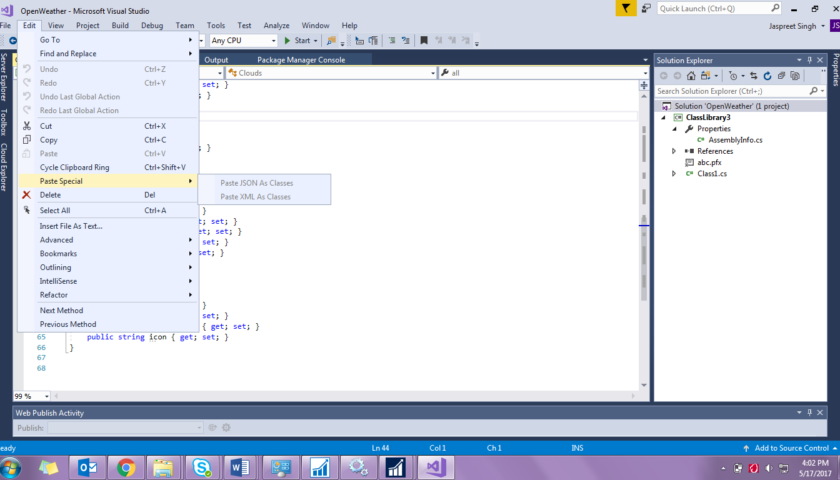 OpenWeather - Microsoft Visual Studio
Quick Launch (Ctrl+Q)
File Edit View Project Build Debug Team Tools Test Analyze Window Help
Jaspreet Singh JS
Any CPU Start
Output Package Manager Console
Clouds all
Go To
Find and Replace
Undo Ctrl+Z
Redo Ctrl+Y
Undo Last Global Action
Redo Last Global Action
Cut Ctrl+X
Copy Ctrl+C
Paste Ctrl+V
Cycle Clipboard Ring Ctrl+Shift+V
Paste Special
Paste JSON As Classes
Paste XML As Classes
Delete Del
Select All Ctrl+A
Insert File As Text...
Advanced
Bookmarks
Outlining
IntelliSense
Refactor
Next Method
Previous Method
Server Explorer
Toolbox
Cloud Explorer
set; }
; }
; }
}
t; set; }
et; set; }
set; }
set; }
}
set; }
{ get; set; }
65 public string icon { get; set; }
66 }
67
68
99 %
Solution Explorer
Search Solution Explorer (Ctrl+;)
Solution 'OpenWeather' (1 project)
ClassLibrary3
Properties
AssemblyInfo.cs
References
abc.pfx
Class1.cs
Properties
Web Publish Activity
Publish:
eady Ln 44 Col 1 Ch 1 INS Add to Source Control
4:02 PM
5/17/2017